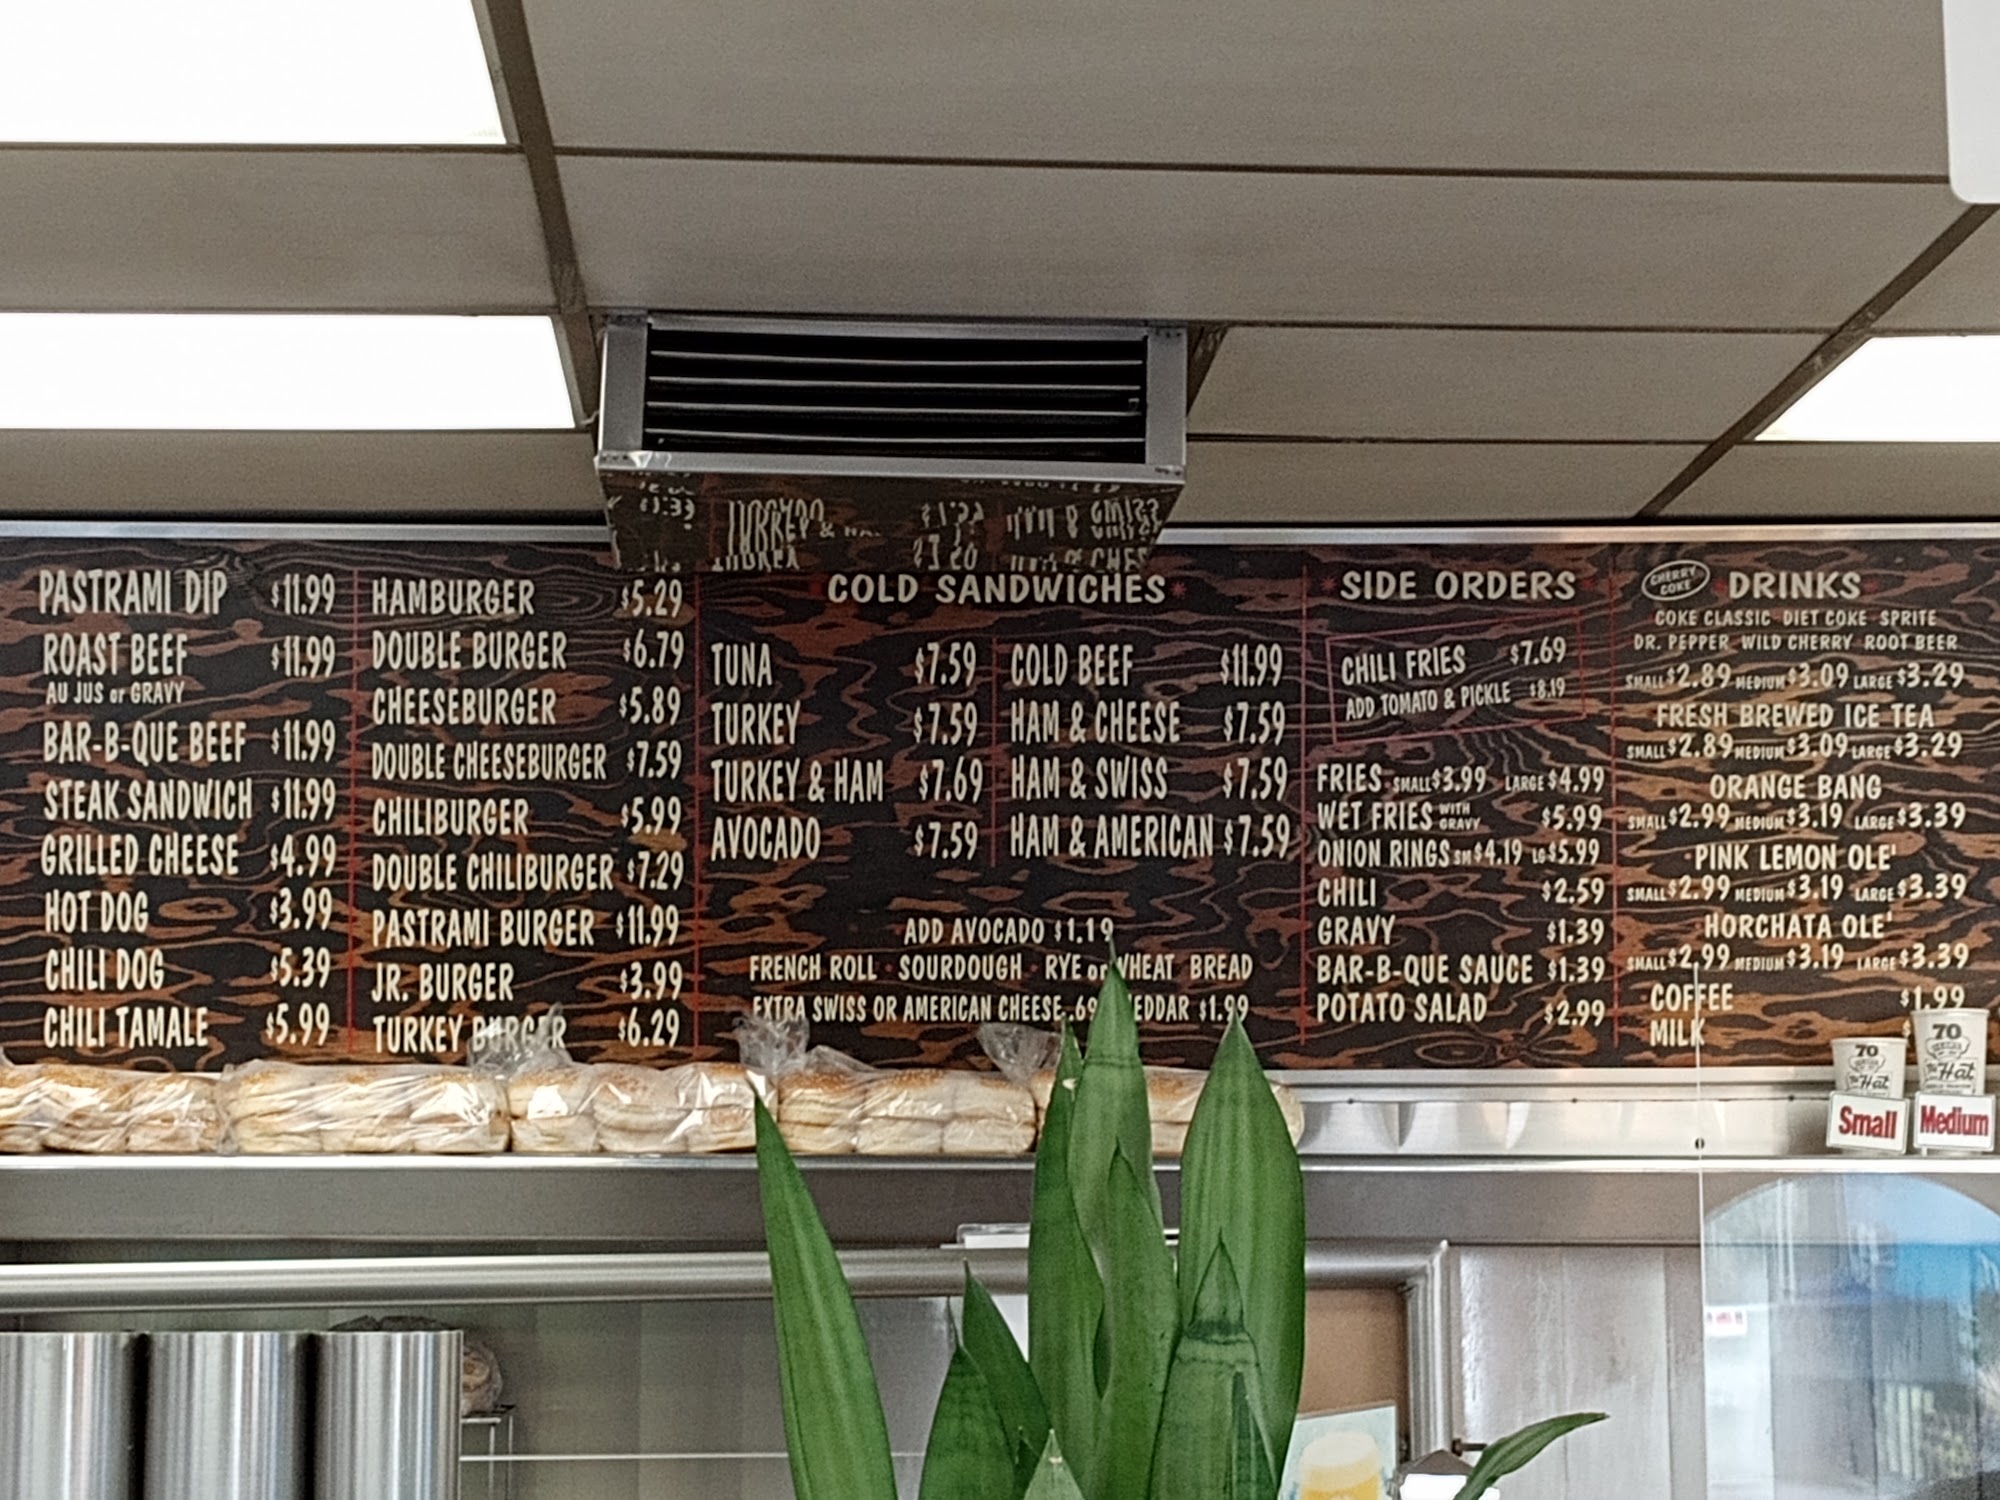 PASTRAMI DIP $11.99
ROAST BEEF $11.99
AU JUS or GRAVY
BAR-B-QUE BEEF $11.99
STEAK SANDWICH $11.99
GRILLED CHEESE $4.99
HOT DOG $3.99
CHILI DOG $5.39
CHILI TAMALE $5.99
HAMBURGER $5.29
DOUBLE BURGER $6.79
CHEESEBURGER $5.89
DOUBLE CHEESEBURGER $7.59
CHILIBURGER $5.99
DOUBLE CHILIBURGER $7.29
PASTRAMI BURGER $11.99
JR. BURGER $3.99
TURKEY BURGER $6.29
COLD SANDWICHES
TUNA $7.59
TURKEY $7.59
TURKEY & HAM $7.69
AVOCADO $7.59
COLD BEEF $11.99
HAM & CHEESE $7.59
HAM & SWISS $7.59
HAM & AMERICAN $7.59
ADD AVOCADO $1.19
FRENCH ROLL · SOURDOUGH · RYE or WHEAT BREAD
EXTRA SWISS OR AMERICAN CHEESE .69 EDDAR $1.99
SIDE ORDERS
CHILI FRIES $7.69
ADD TOMATO & PICKLE $8.19
FRIES SMALL $3.99 LARGE $4.99
WET FRIES WITH GRAVY $5.99
ONION RINGS SM $4.19 LG $5.99
CHILI $2.59
GRAVY $1.39
BAR-B-QUE SAUCE $1.39
POTATO SALAD $2.99
CHERRY COKE
DRINKS
COKE CLASSIC DIET COKE SPRITE
DR. PEPPER WILD CHERRY ROOT BEER
SMALL $2.89 MEDIUM $3.09 LARGE $3.29
FRESH BREWED ICE TEA
SMALL $2.89 MEDIUM $3.09 LARGE $3.29
ORANGE BANG
SMALL $2.99 MEDIUM $3.19 LARGE $3.39
PINK LEMON OLE'
SMALL $2.99 MEDIUM $3.19 LARGE $3.39
HORCHATA OLE'
SMALL $2.99 MEDIUM $3.19 LARGE $3.39
COFFEE $1.99
MILK
70
The Hat
Small
70
The Hat
Medium